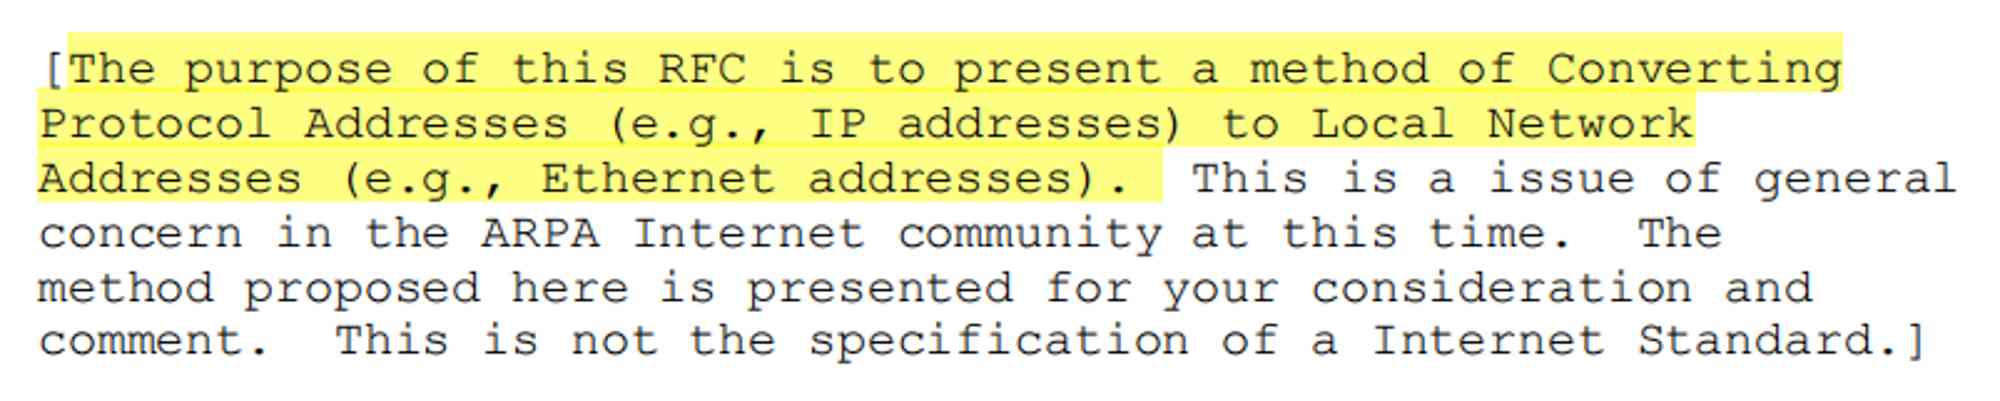 [The purpose of this RFC is to present a method of Converting
Protocol Addresses (e.g., IP addresses) to Local Network
Addresses (e.g., Ethernet addresses).  This is a issue of general
concern in the ARPA Internet community at this time.  The
method proposed here is presented for your consideration and
comment.  This is not the specification of a Internet Standard.]